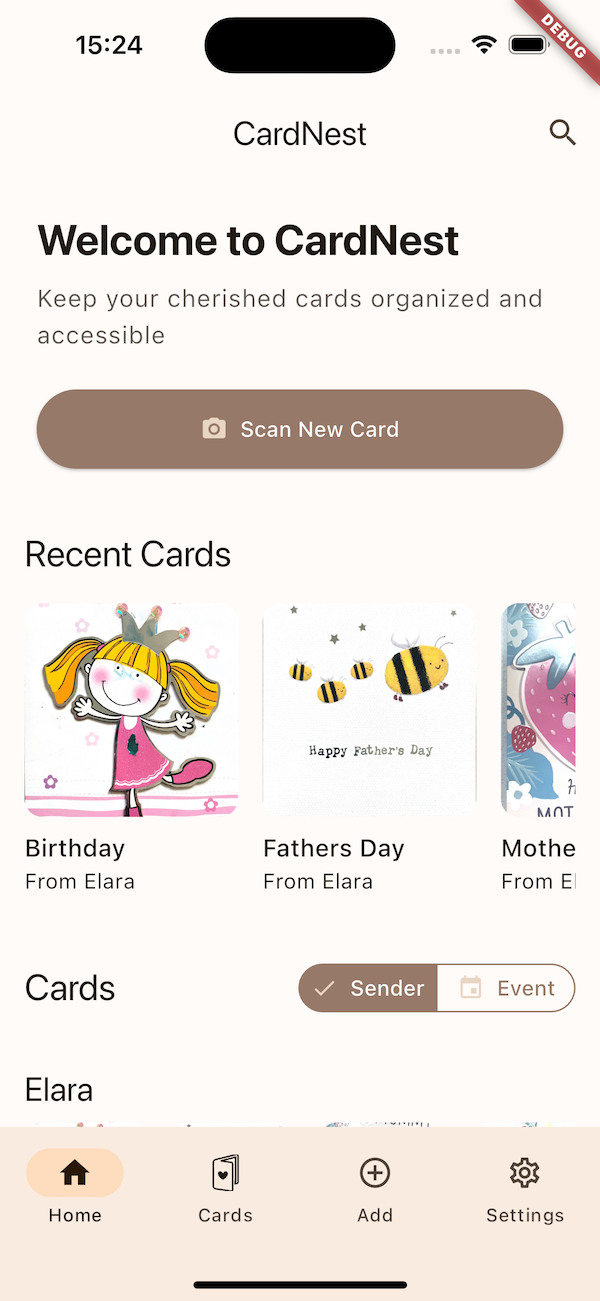 15:24
DEBUG
CardNest
Welcome to CardNest
Keep your cherished cards organized and
accessible
Scan New Card
Recent Cards
Happy Father's Day
Birthday
From Elara
Fathers Day
From Elara
Mothe
From El
Cards
Sender
Event
Elara
Home
Cards
Add
Settings